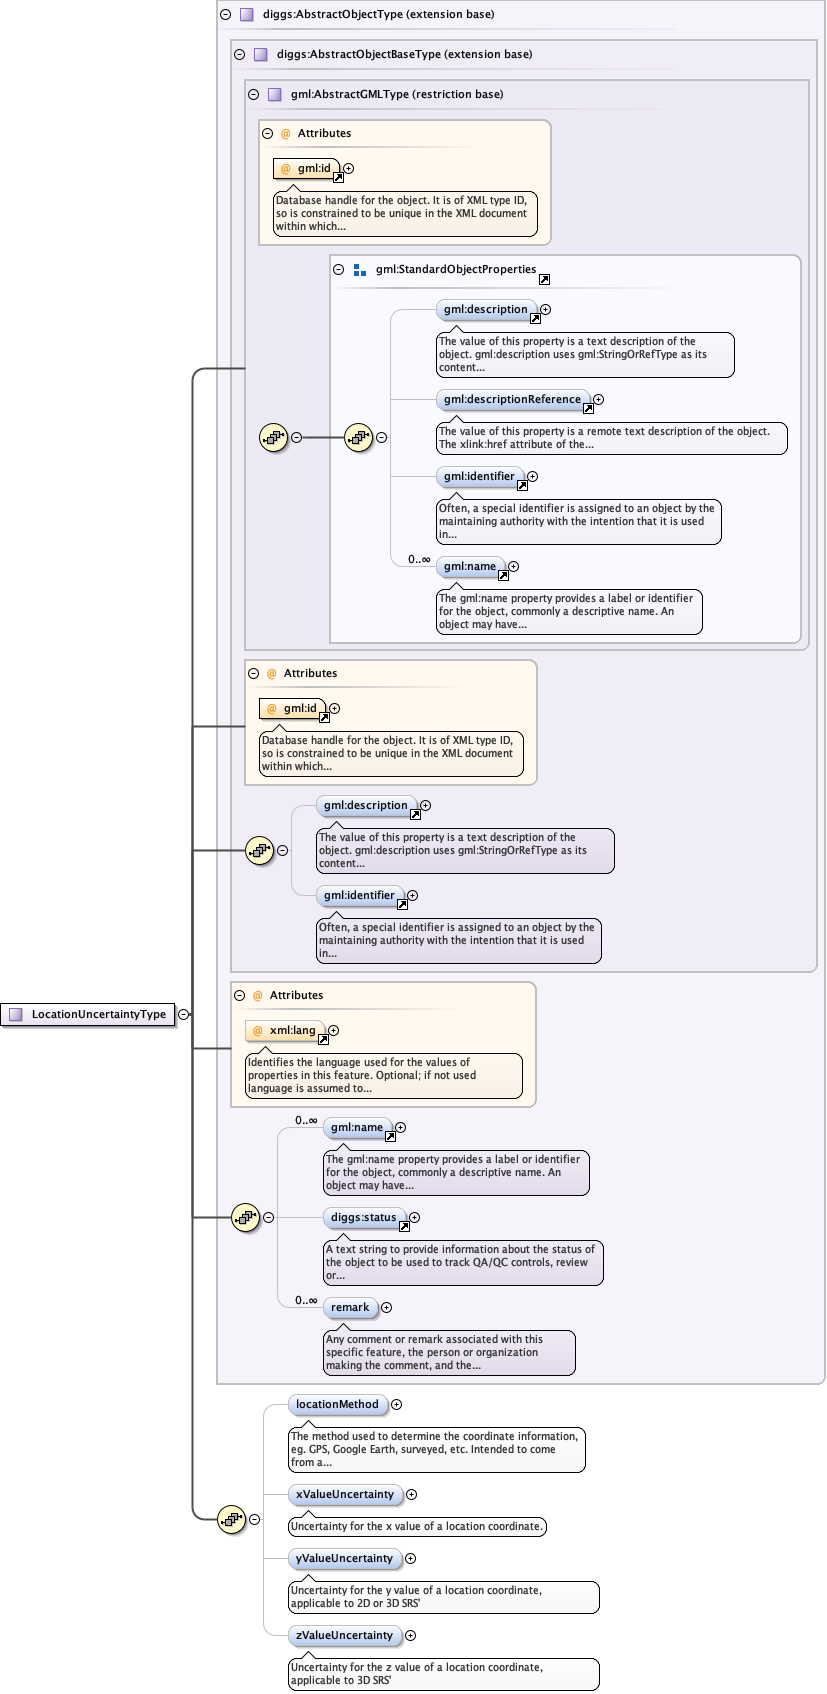 diggs:AbstractObjectType (extension base)
diggs:AbstractObjectBaseType (extension base)
gml:AbstractGMLType (restriction base)
@ Attributes
@ gml:id
Database handle for the object. It is of XML type ID,
so is constrained to be unique in the XML document
within which...
gml:StandardObjectProperties
gml:description
The value of this property is a text description of the
object. gml:description uses gml:StringOrRefType as its
content...
gml:descriptionReference
The value of this property is a remote text description of the object.
The xlink:href attribute of the...
gml:identifier
Often, a special identifier is assigned to an object by the
maintaining authority with the intention that it is used
in...
0..∞
gml:name
The gml:name property provides a label or identifier
for the object, commonly a descriptive name. An
object may have...
@ Attributes
@ gml:id
Database handle for the object. It is of XML type ID,
so is constrained to be unique in the XML document
within which...
gml:description
The value of this property is a text description of the
object. gml:description uses gml:StringOrRefType as its
content...
gml:identifier
Often, a special identifier is assigned to an object by the
maintaining authority with the intention that it is used
in...
LocationUncertaintyType
@ Attributes
@ xml:lang
Identifies the language used for the values of
properties in this feature. Optional; if not used
language is assumed to...
0..∞
gml:name
The gml:name property provides a label or identifier
for the object, commonly a descriptive name. An
object may have...
diggs:status
A text string to provide information about the status of
the object to be used to track QA/QC controls, review
or...
0..∞
remark
Any comment or remark associated with this
specific feature, the person or organization
making the comment, and the...
locationMethod
The method used to determine the coordinate information,
eg. GPS, Google Earth, surveyed, etc. Intended to come
from a...
xValueUncertainty
Uncertainty for the x value of a location coordinate.
yValueUncertainty
Uncertainty for the y value of a location coordinate,
applicable to 2D or 3D SRS'
zValueUncertainty
Uncertainty for the z value of a location coordinate,
applicable to 3D SRS'